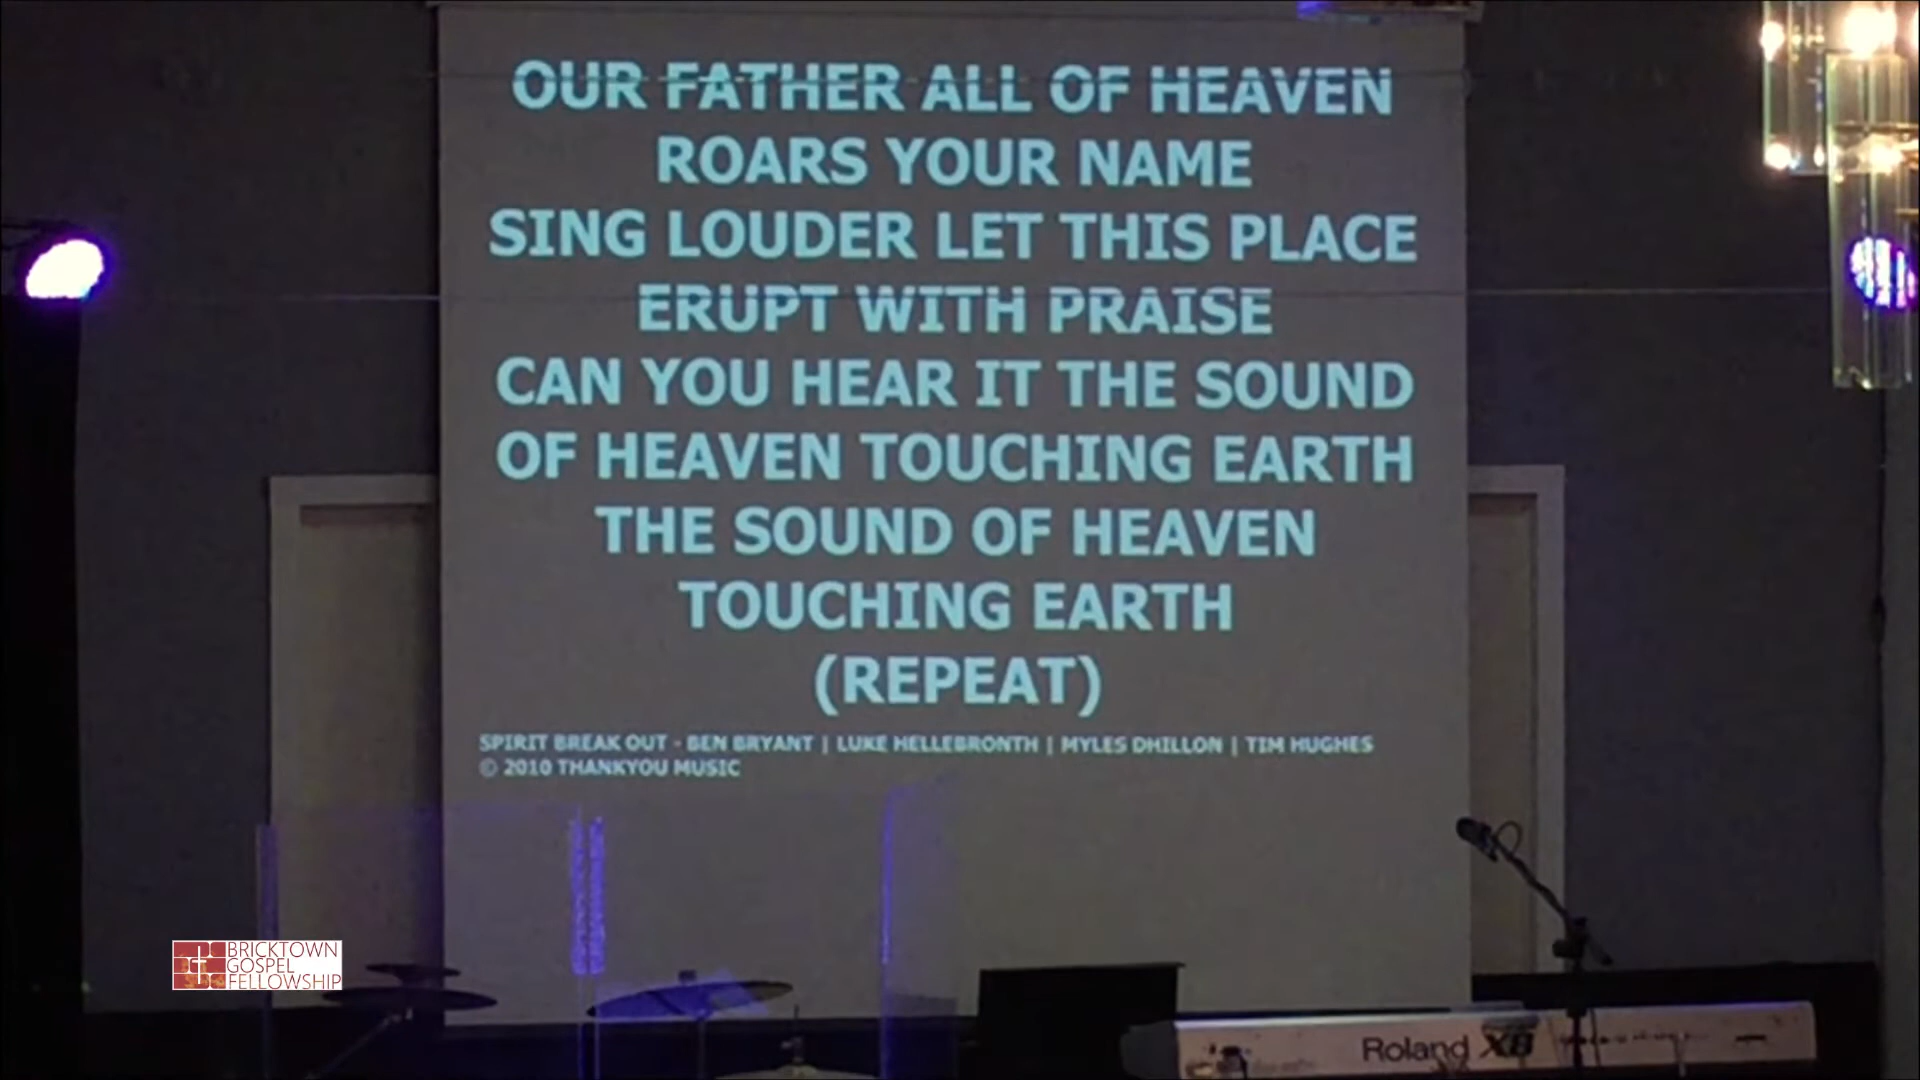 OUR FATHER ALL OF HEAVEN
ROARS YOUR NAME
SING LOUDER LET THIS PLACE
ERUPT WITH PRAISE
CAN YOU HEAR IT THE SOUND
OF HEAVEN TOUCHING EARTH
THE SOUND OF HEAVEN
TOUCHING EARTH
(REPEAT)
SPIRIT BREAK OUT - BEN BRYANT | LUKE HELLEBRONTH | MYLES DHILLON | TIM HUGHES
© 2010 THANKYOU MUSIC
BRICKTOWN
GOSPEL
FELLOWSHIP
Roland X8